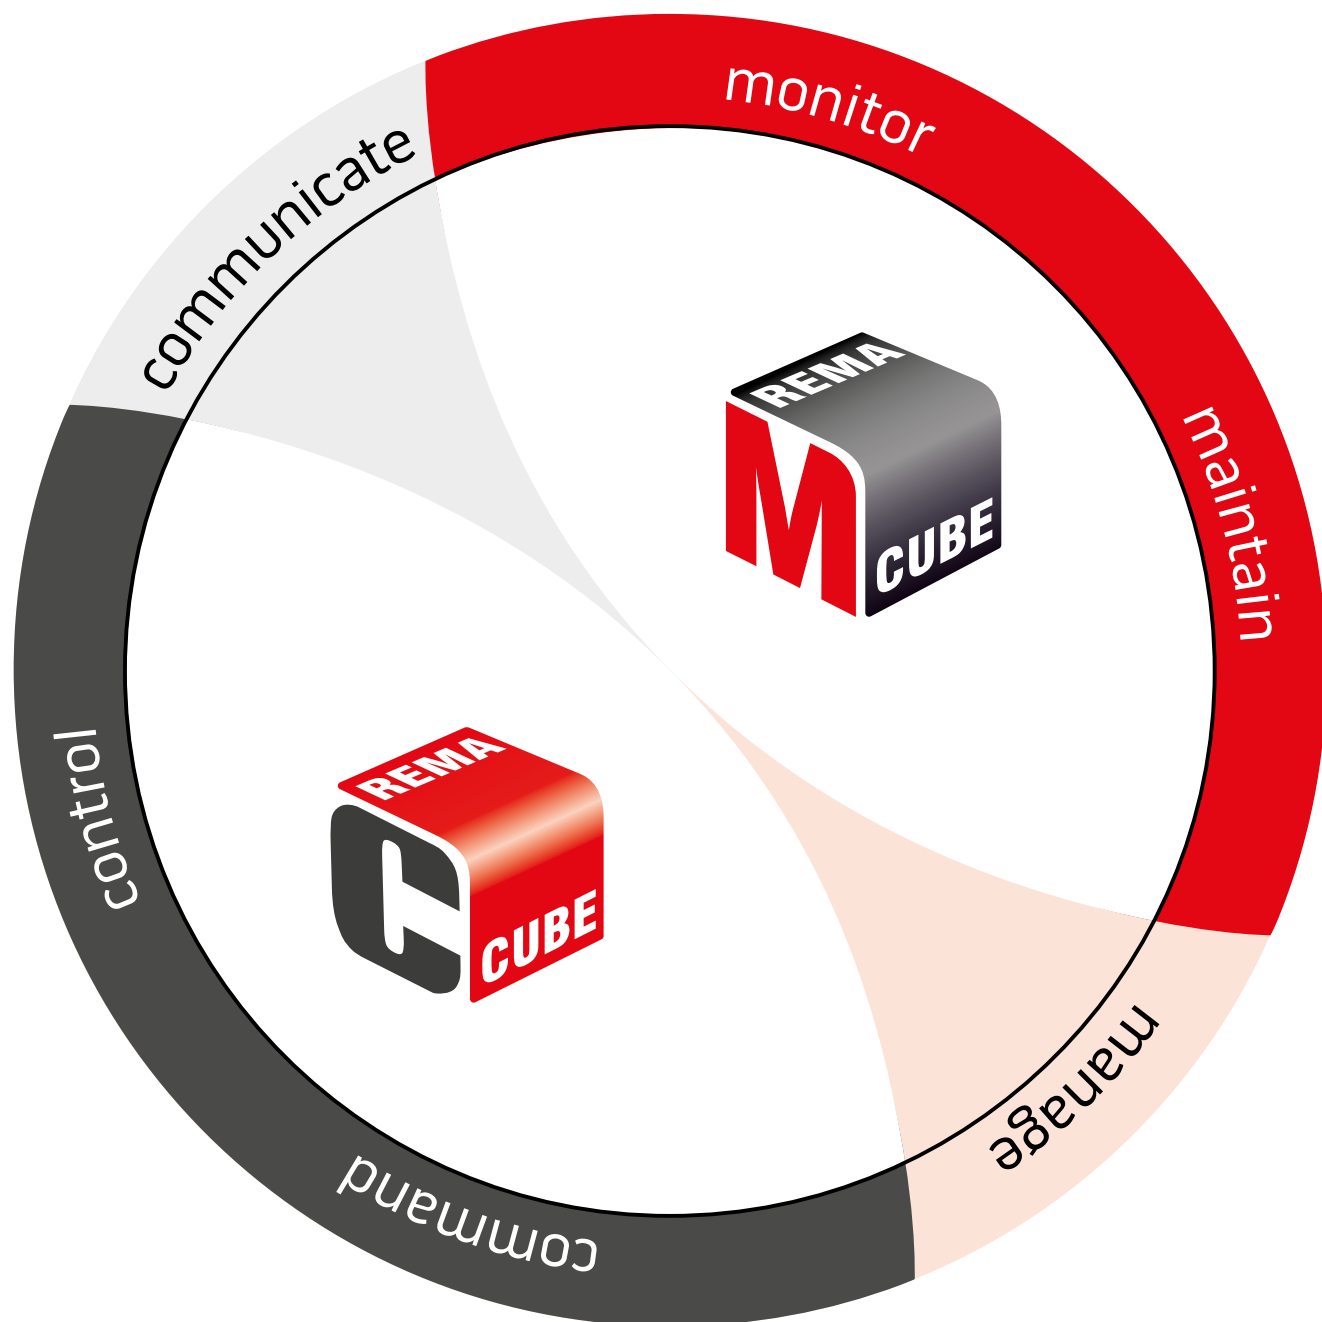 communicate
monitor
maintain
manage
command
control
REMA
M
CUBE
REMA
C
CUBE